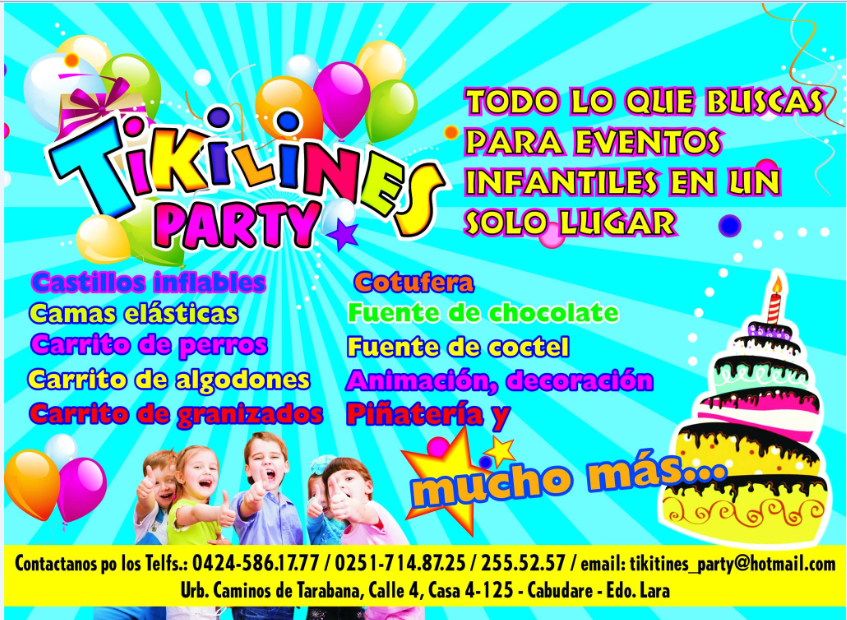 TIKILINES
PARTY
TODO LO QUE BUSCAS
PARA EVENTOS
INFANTILES EN UN
SOLO LUGAR
Castillos inflables
Camas elásticas
Carrito de perros
Carrito de algodones
Carrito de granizados
Cotufera
Fuente de chocolate
Fuente de coctel
Animación, decoración
Piñatería y
mucho más...
Contactanos po los Telfs.: 0424-586.17.77 / 0251-714.87.25 / 255.52.57 / email: tikitines_party@hotmail.com
Urb. Caminos de Tarabana, Calle 4, Casa 4-125 - Cabudare - Edo. Lara